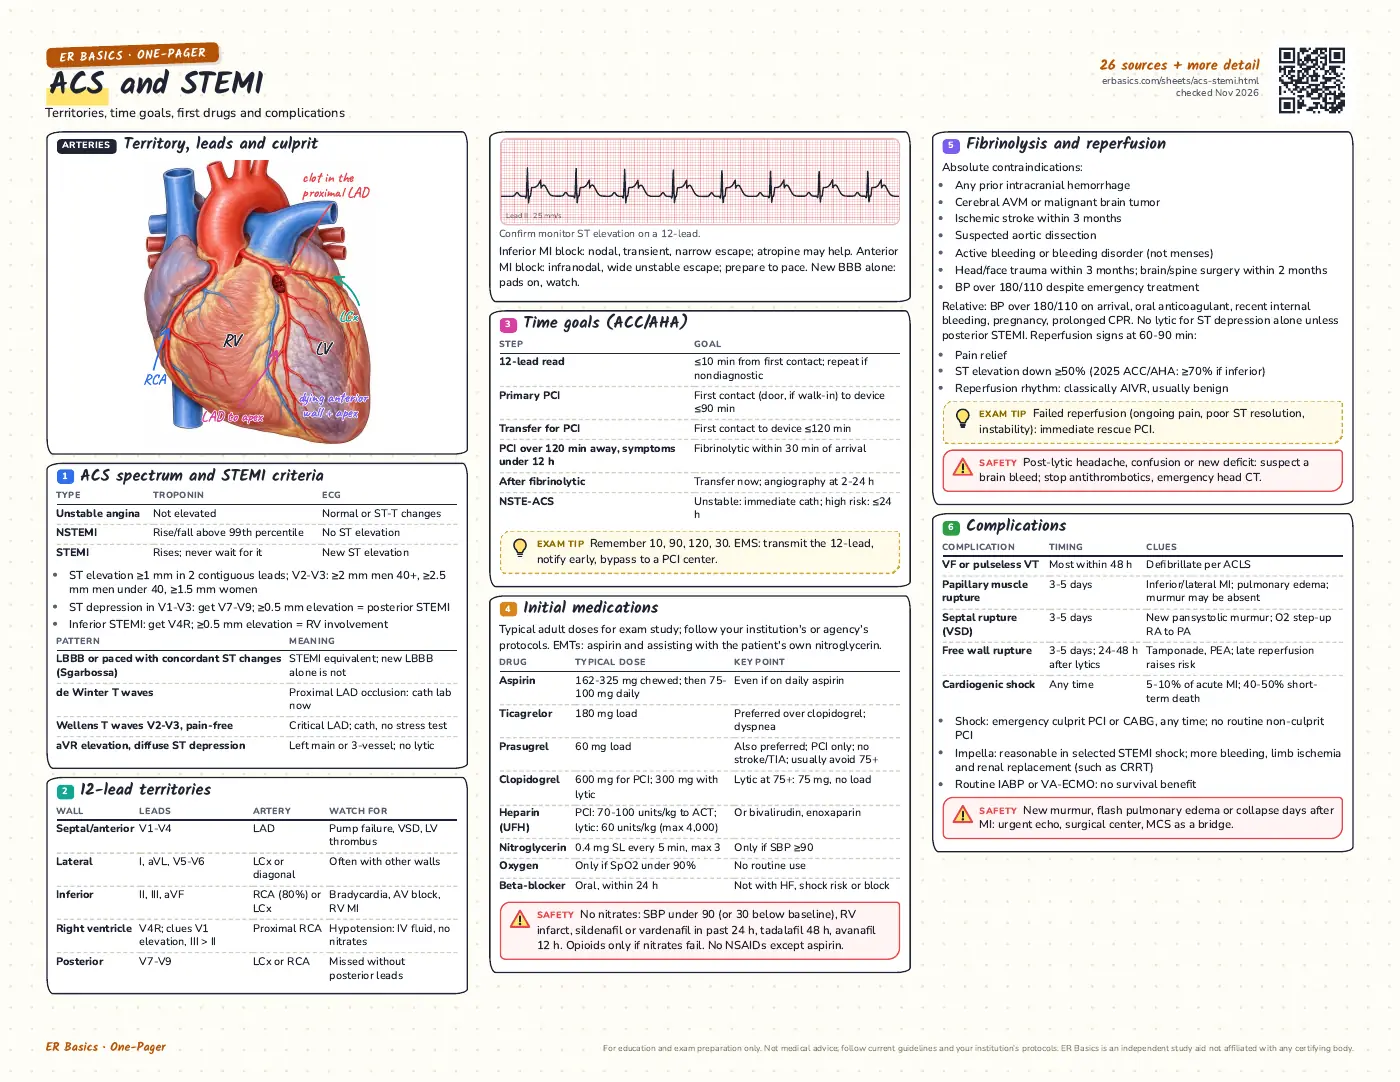 ER BASICS · ONE-PAGER
ACS and STEMI
Territories, time goals, first drugs and complications
26 sources + more detail
erbasics.com/sheets/acs-stemi.html
checked Nov 2026
ARTERIES Territory, leads and culprit
clot in the
proximal LAD
LCx
RV
LV
RCA
LAD to apex
dying anterior
wall + apex
1 ACS spectrum and STEMI criteria
TYPE TROPONIN ECG
Unstable angina Not elevated Normal or ST-T changes
NSTEMI Rise/fall above 99th percentile No ST elevation
STEMI Rises; never wait for it New ST elevation
• ST elevation ≥1 mm in 2 contiguous leads; V2-V3: ≥2 mm men 40+, ≥2.5
mm men under 40, ≥1.5 mm women
• ST depression in V1-V3: get V7-V9; ≥0.5 mm elevation = posterior STEMI
• Inferior STEMI: get V4R; ≥0.5 mm elevation = RV involvement
PATTERN MEANING
LBBB or paced with concordant ST changes STEMI equivalent; new LBBB
(Sgarbossa) alone is not
de Winter T waves Proximal LAD occlusion: cath lab
now
Wellens T waves V2-V3, pain-free Critical LAD; cath, no stress test
aVR elevation, diffuse ST depression Left main or 3-vessel; no lytic
2 12-lead territories
WALL LEADS ARTERY WATCH FOR
Septal/anterior V1-V4 LAD Pump failure, VSD, LV
thrombus
Lateral I, aVL, V5-V6 LCx or Often with other walls
diagonal
Inferior II, III, aVF RCA (80%) or Bradycardia, AV block,
LCx RV MI
Right ventricle V4R; clues V1 Proximal RCA Hypotension: IV fluid, no
elevation, III > II nitrates
Posterior V7-V9 LCx or RCA Missed without
posterior leads
Lead II · 25 mm/s
Confirm monitor ST elevation on a 12-lead.
Inferior MI block: nodal, transient, narrow escape; atropine may help. Anterior
MI block: infranodal, wide unstable escape; prepare to pace. New BBB alone:
pads on, watch.
3 Time goals (ACC/AHA)
STEP GOAL
12-lead read ≤10 min from first contact; repeat if
nondiagnostic
Primary PCI First contact (door, if walk-in) to device
≤90 min
Transfer for PCI First contact to device ≤120 min
PCI over 120 min away, symptoms Fibrinolytic within 30 min of arrival
under 12 h
After fibrinolytic Transfer now; angiography at 2-24 h
NSTE-ACS Unstable: immediate cath; high risk: ≤24
h
EXAM TIP Remember 10, 90, 120, 30. EMS: transmit the 12-lead,
notify early, bypass to a PCI center.
4 Initial medications
Typical adult doses for exam study; follow your institution's or agency's
protocols. EMTs: aspirin and assisting with the patient's own nitroglycerin.
DRUG TYPICAL DOSE KEY POINT
Aspirin 162-325 mg chewed; then 75- Even if on daily aspirin
100 mg daily
Ticagrelor 180 mg load Preferred over clopidogrel;
dyspnea
Prasugrel 60 mg load Also preferred; PCI only; no
stroke/TIA; usually avoid 75+
Clopidogrel 600 mg for PCI; 300 mg with Lytic at 75+: 75 mg, no load
lytic
Heparin PCI: 70-100 units/kg to ACT; Or bivalirudin, enoxaparin
(UFH) lytic: 60 units/kg (max 4,000)
Nitroglycerin 0.4 mg SL every 5 min, max 3 Only if SBP ≥90
Oxygen Only if SpO2 under 90% No routine use
Beta-blocker Oral, within 24 h Not with HF, shock risk or block
SAFETY No nitrates: SBP under 90 (or 30 below baseline), RV
infarct, sildenafil or vardenafil in past 24 h, tadalafil 48 h, avanafil
12 h. Opioids only if nitrates fail. No NSAIDs except aspirin.
5 Fibrinolysis and reperfusion
Absolute contraindications:
• Any prior intracranial hemorrhage
• Cerebral AVM or malignant brain tumor
• Ischemic stroke within 3 months
• Suspected aortic dissection
• Active bleeding or bleeding disorder (not menses)
• Head/face trauma within 3 months; brain/spine surgery within 2 months
• BP over 180/110 despite emergency treatment
Relative: BP over 180/110 on arrival, oral anticoagulant, recent internal
bleeding, pregnancy, prolonged CPR. No lytic for ST depression alone unless
posterior STEMI. Reperfusion signs at 60-90 min:
• Pain relief
• ST elevation down ≥50% (2025 ACC/AHA: ≥70% if inferior)
• Reperfusion rhythm: classically AIVR, usually benign
EXAM TIP Failed reperfusion (ongoing pain, poor ST resolution,
instability): immediate rescue PCI.
SAFETY Post-lytic headache, confusion or new deficit: suspect a
brain bleed; stop antithrombotics, emergency head CT.
6 Complications
COMPLICATION TIMING CLUES
VF or pulseless VT Most within 48 h Defibrillate per ACLS
Papillary muscle 3-5 days Inferior/lateral MI; pulmonary edema;
rupture murmur may be absent
Septal rupture 3-5 days New pansystolic murmur; O2 step-up
(VSD) RA to PA
Free wall rupture 3-5 days; 24-48 h Tamponade, PEA; late reperfusion
after lytics raises risk
Cardiogenic shock Any time 5-10% of acute MI; 40-50% short-
term death
• Shock: emergency culprit PCI or CABG, any time; no routine non-culprit
PCI
• Impella: reasonable in selected STEMI shock; more bleeding, limb ischemia
and renal replacement (such as CRRT)
• Routine IABP or VA-ECMO: no survival benefit
SAFETY New murmur, flash pulmonary edema or collapse days after
MI: urgent echo, surgical center, MCS as a bridge.
ER Basics · One-Pager
For education and exam preparation only. Not medical advice, follow current guidelines and your institution's protocols. ER Basics is an independent study aid not affiliated with any certifying body.